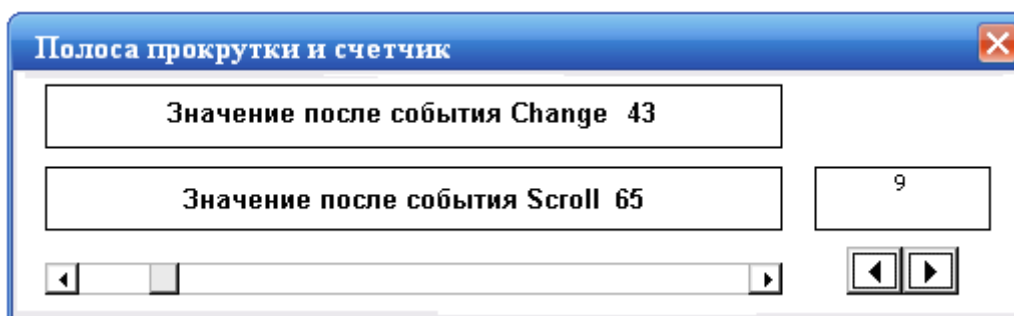 Полоса прокрутки и счетчик
Значение после события Change 43
Значение после события Scroll 65
9